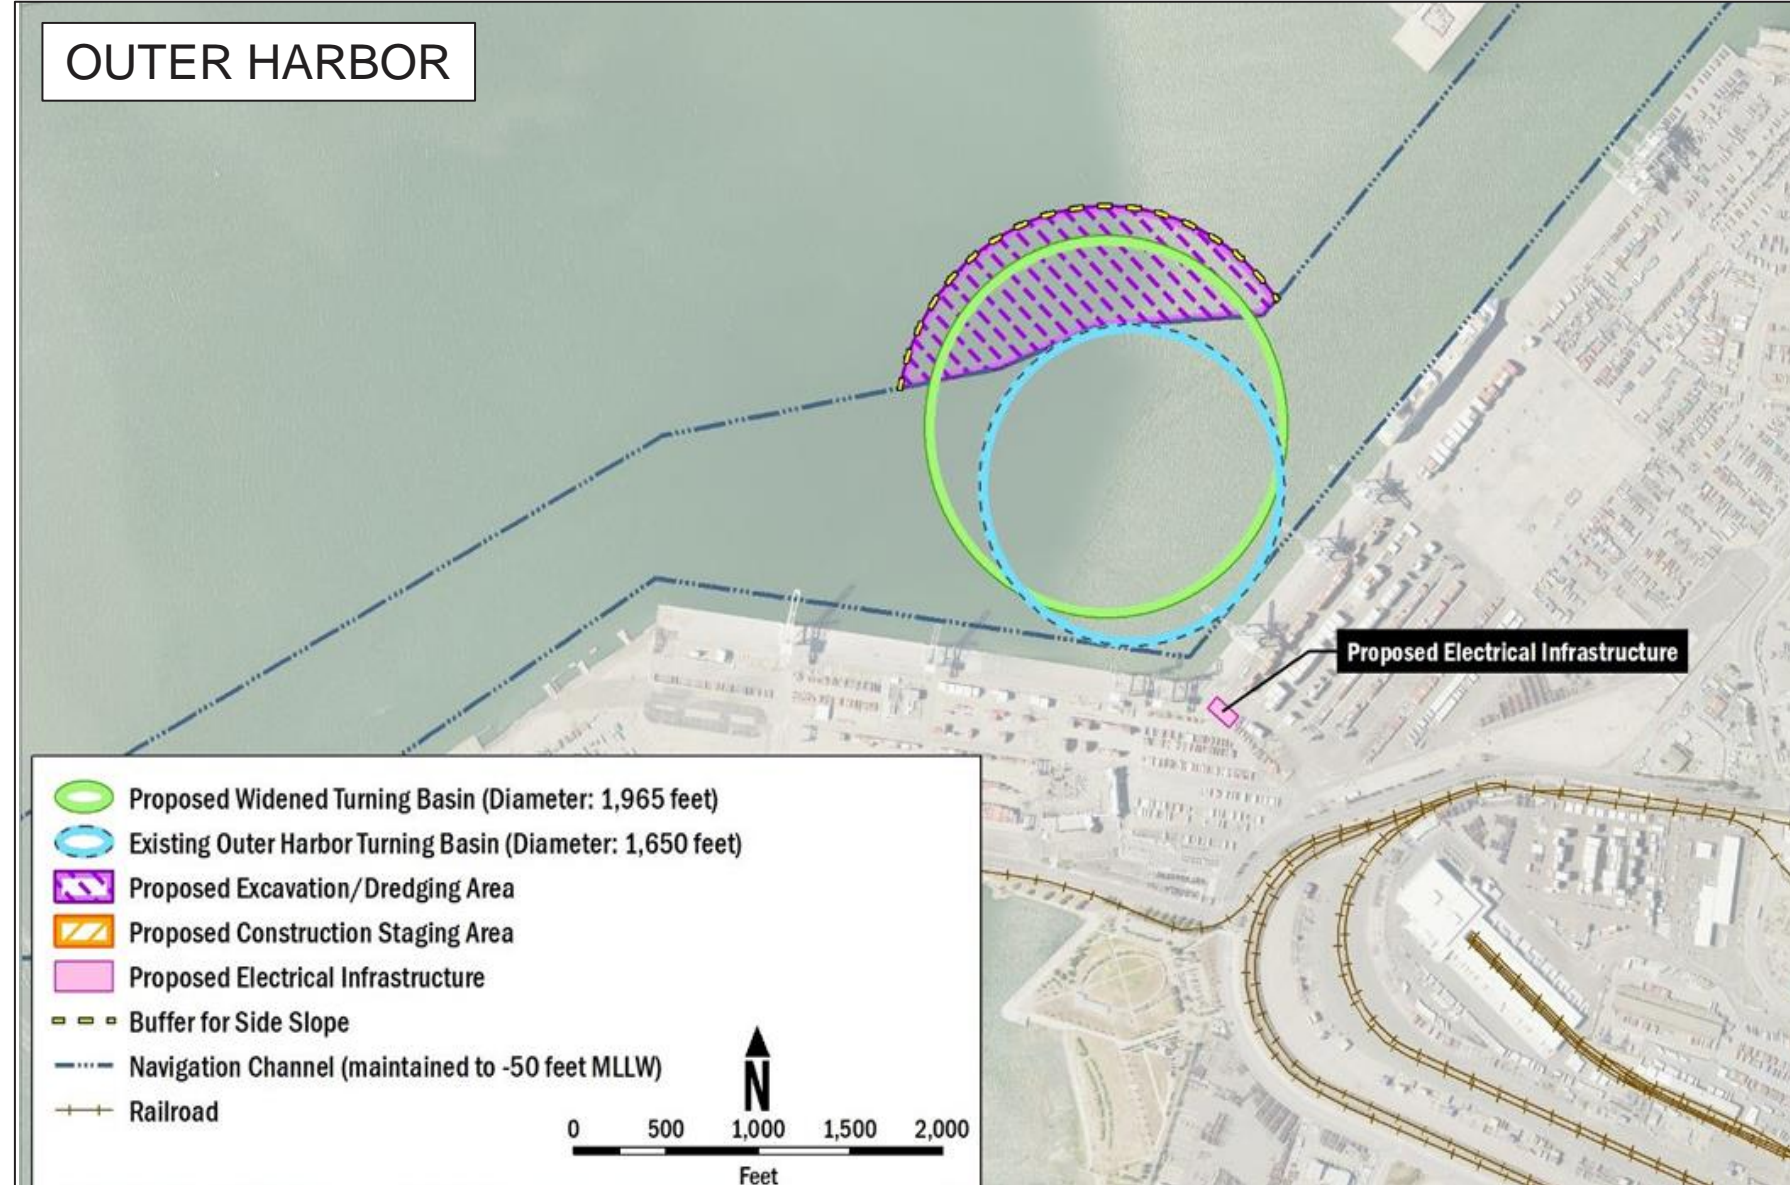 OUTER HARBOR
Proposed Electrical Infrastructure
Proposed Widened Turning Basin (Diameter: 1,965 feet)
Existing Outer Harbor Turning Basin (Diameter: 1,650 feet)
Proposed Excavation/Dredging Area
Proposed Construction Staging Area
Proposed Electrical Infrastructure
Buffer for Side Slope
Navigation Channel (maintained to -50 feet MLLW)
Railroad
N
0 500 1,000 1,500 2,000
Feet